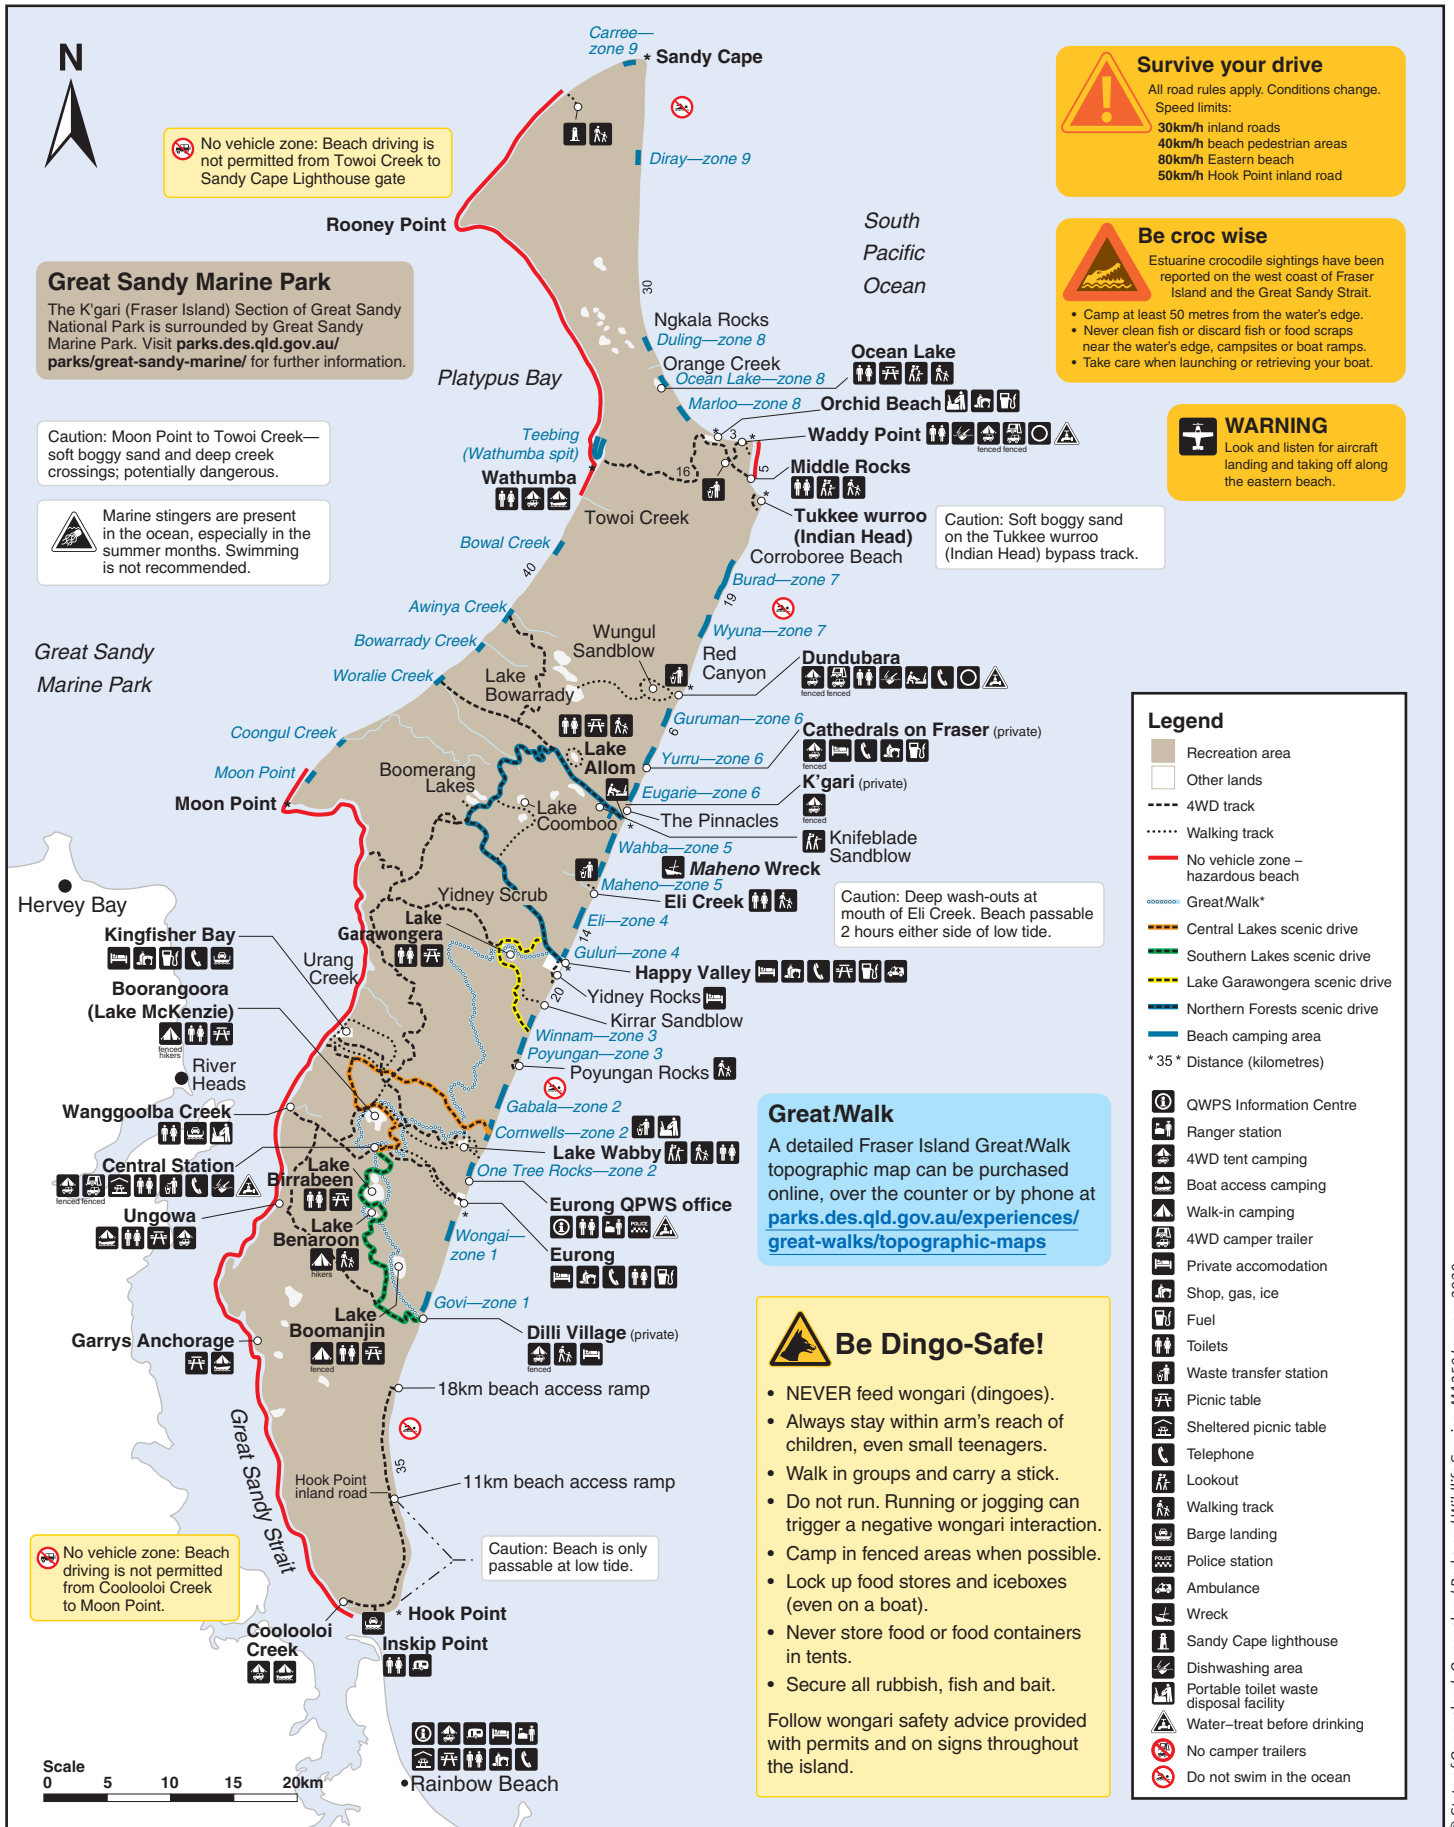 N
Carree—
zone 9
* Sandy Cape
No vehicle zone: Beach driving is
not permitted from Towoi Creek to
Sandy Cape Lighthouse gate
Diray—zone 9
Rooney Point
South
Pacific
Ocean
Survive your drive
All road rules apply. Conditions change.
Speed limits:
30km/h inland roads
40km/h beach pedestrian areas
80km/h Eastern beach
50km/h Hook Point inland road
Be croc wise
Estuarine crocodile sightings have been
reported on the west coast of Fraser
Island and the Great Sandy Strait.
• Camp at least 50 metres from the water's edge.
• Never clean fish or discard fish or food scraps
near the water's edge, campsites or boat ramps.
• Take care when launching or retrieving your boat.
WARNING
Look and listen for aircraft
landing and taking off along
the eastern beach.
Great Sandy Marine Park
The K'gari (Fraser Island) Section of Great Sandy
National Park is surrounded by Great Sandy
Marine Park. Visit parks.des.qld.gov.au/
parks/great-sandy-marine/ for further information.
Caution: Moon Point to Towoi Creek—
soft boggy sand and deep creek
crossings; potentially dangerous.
Marine stingers are present
in the ocean, especially in the
summer months. Swimming
is not recommended.
30
Ngkala Rocks
Duling—zone 8
Orange Creek
Ocean Lake—zone 8
Ocean Lake
Platypus Bay
Marloo—zone 8
Orchid Beach
* 3 *
Waddy Point
fenced fenced
Teebing
(Wathumba spit)
Wathumba
*
16
5
Middle Rocks
*
Towoi Creek
Tukkee wurroo
(Indian Head)
Caution: Soft boggy sand
on the Tukkee wurroo
(Indian Head) bypass track.
Corroboree Beach
Bowal Creek
40
Burad—zone 7
19
Awinya Creek
Wyuna—zone 7
Bowarrady Creek
Wungul
Sandblow
Red
Canyon
Great Sandy
Marine Park
Woralie Creek
Lake
Bowarrady
*
Dundubara
fenced fenced
Guruman—zone 6
6
Coongul Creek
Cathedrals on Fraser (private)
fenced
Lake
Allom
Yurru—zone 6
Moon Point
Moon Point *
Boomerang
Lakes
K'gari (private)
fenced
Eugarie—zone 6
Lake
Coomboo
The Pinnacles
*
Knifeblade
Sandblow
Wahba—zone 5
Maheno Wreck
Maheno—zone 5
Hervey Bay
Yidney Scrub
Eli Creek
Caution: Deep wash-outs at
mouth of Eli Creek. Beach passable
2 hours either side of low tide.
Eli—zone 4
14
Lake
Garawongera
Kingfisher Bay
Guluri—zone 4
Urang
Creek
*
Happy Valley
Boorangoora
(Lake McKenzie)
fenced
hikers
Yidney Rocks
20
Kirrar Sandblow
Winnam—zone 3
Poyungan—zone 3
Poyungan Rocks
River
Heads
Gabala—zone 2
Wanggoolba Creek
Cornwells—zone 2
Lake Wabby
Central Station
fenced fenced
Lake
Birrabeen
One Tree Rocks—zone 2
Eurong QPWS office
POLICE
Ungowa
Lake
Benaroon
hikers
*
Wongai—
zone 1
Eurong
Govi—zone 1
Lake
Boomanjin
fenced
Dilli Village (private)
fenced
Garrys Anchorage
18km beach access ramp
Great Sandy Strait
35
Hook Point
inland road
11km beach access ramp
Caution: Beach is only
passable at low tide.
No vehicle zone: Beach
driving is not permitted
from Coolooloi Creek
to Moon Point.
* Hook Point
Coolooloi
Creek
Inskip Point
Rainbow Beach
Scale
0 5 10 15 20km
Great!Walk
A detailed Fraser Island Great!Walk
topographic map can be purchased
online, over the counter or by phone at
parks.des.qld.gov.au/experiences/
great-walks/topographic-maps
Be Dingo-Safe!
• NEVER feed wongari (dingoes).
• Always stay within arm's reach of
children, even small teenagers.
• Walk in groups and carry a stick.
• Do not run. Running or jogging can
trigger a negative wongari interaction.
• Camp in fenced areas when possible.
• Lock up food stores and iceboxes
(even on a boat).
• Never store food or food containers
in tents.
• Secure all rubbish, fish and bait.
Follow wongari safety advice provided
with permits and on signs throughout
the island.
Legend
Recreation area
Other lands
4WD track
Walking track
No vehicle zone –
hazardous beach
Great!Walk*
Central Lakes scenic drive
Southern Lakes scenic drive
Lake Garawongera scenic drive
Northern Forests scenic drive
Beach camping area
* 35 * Distance (kilometres)
QWPS Information Centre
Ranger station
4WD tent camping
Boat access camping
Walk-in camping
4WD camper trailer
Private accomodation
Shop, gas, ice
Fuel
Toilets
Waste transfer station
Picnic table
Sheltered picnic table
Telephone
Lookout
Walking track
Barge landing
POLICE Police station
Ambulance
Wreck
Sandy Cape lighthouse
Dishwashing area
Portable toilet waste
disposal facility
Water–treat before drinking
No camper trailers
Do not swim in the ocean